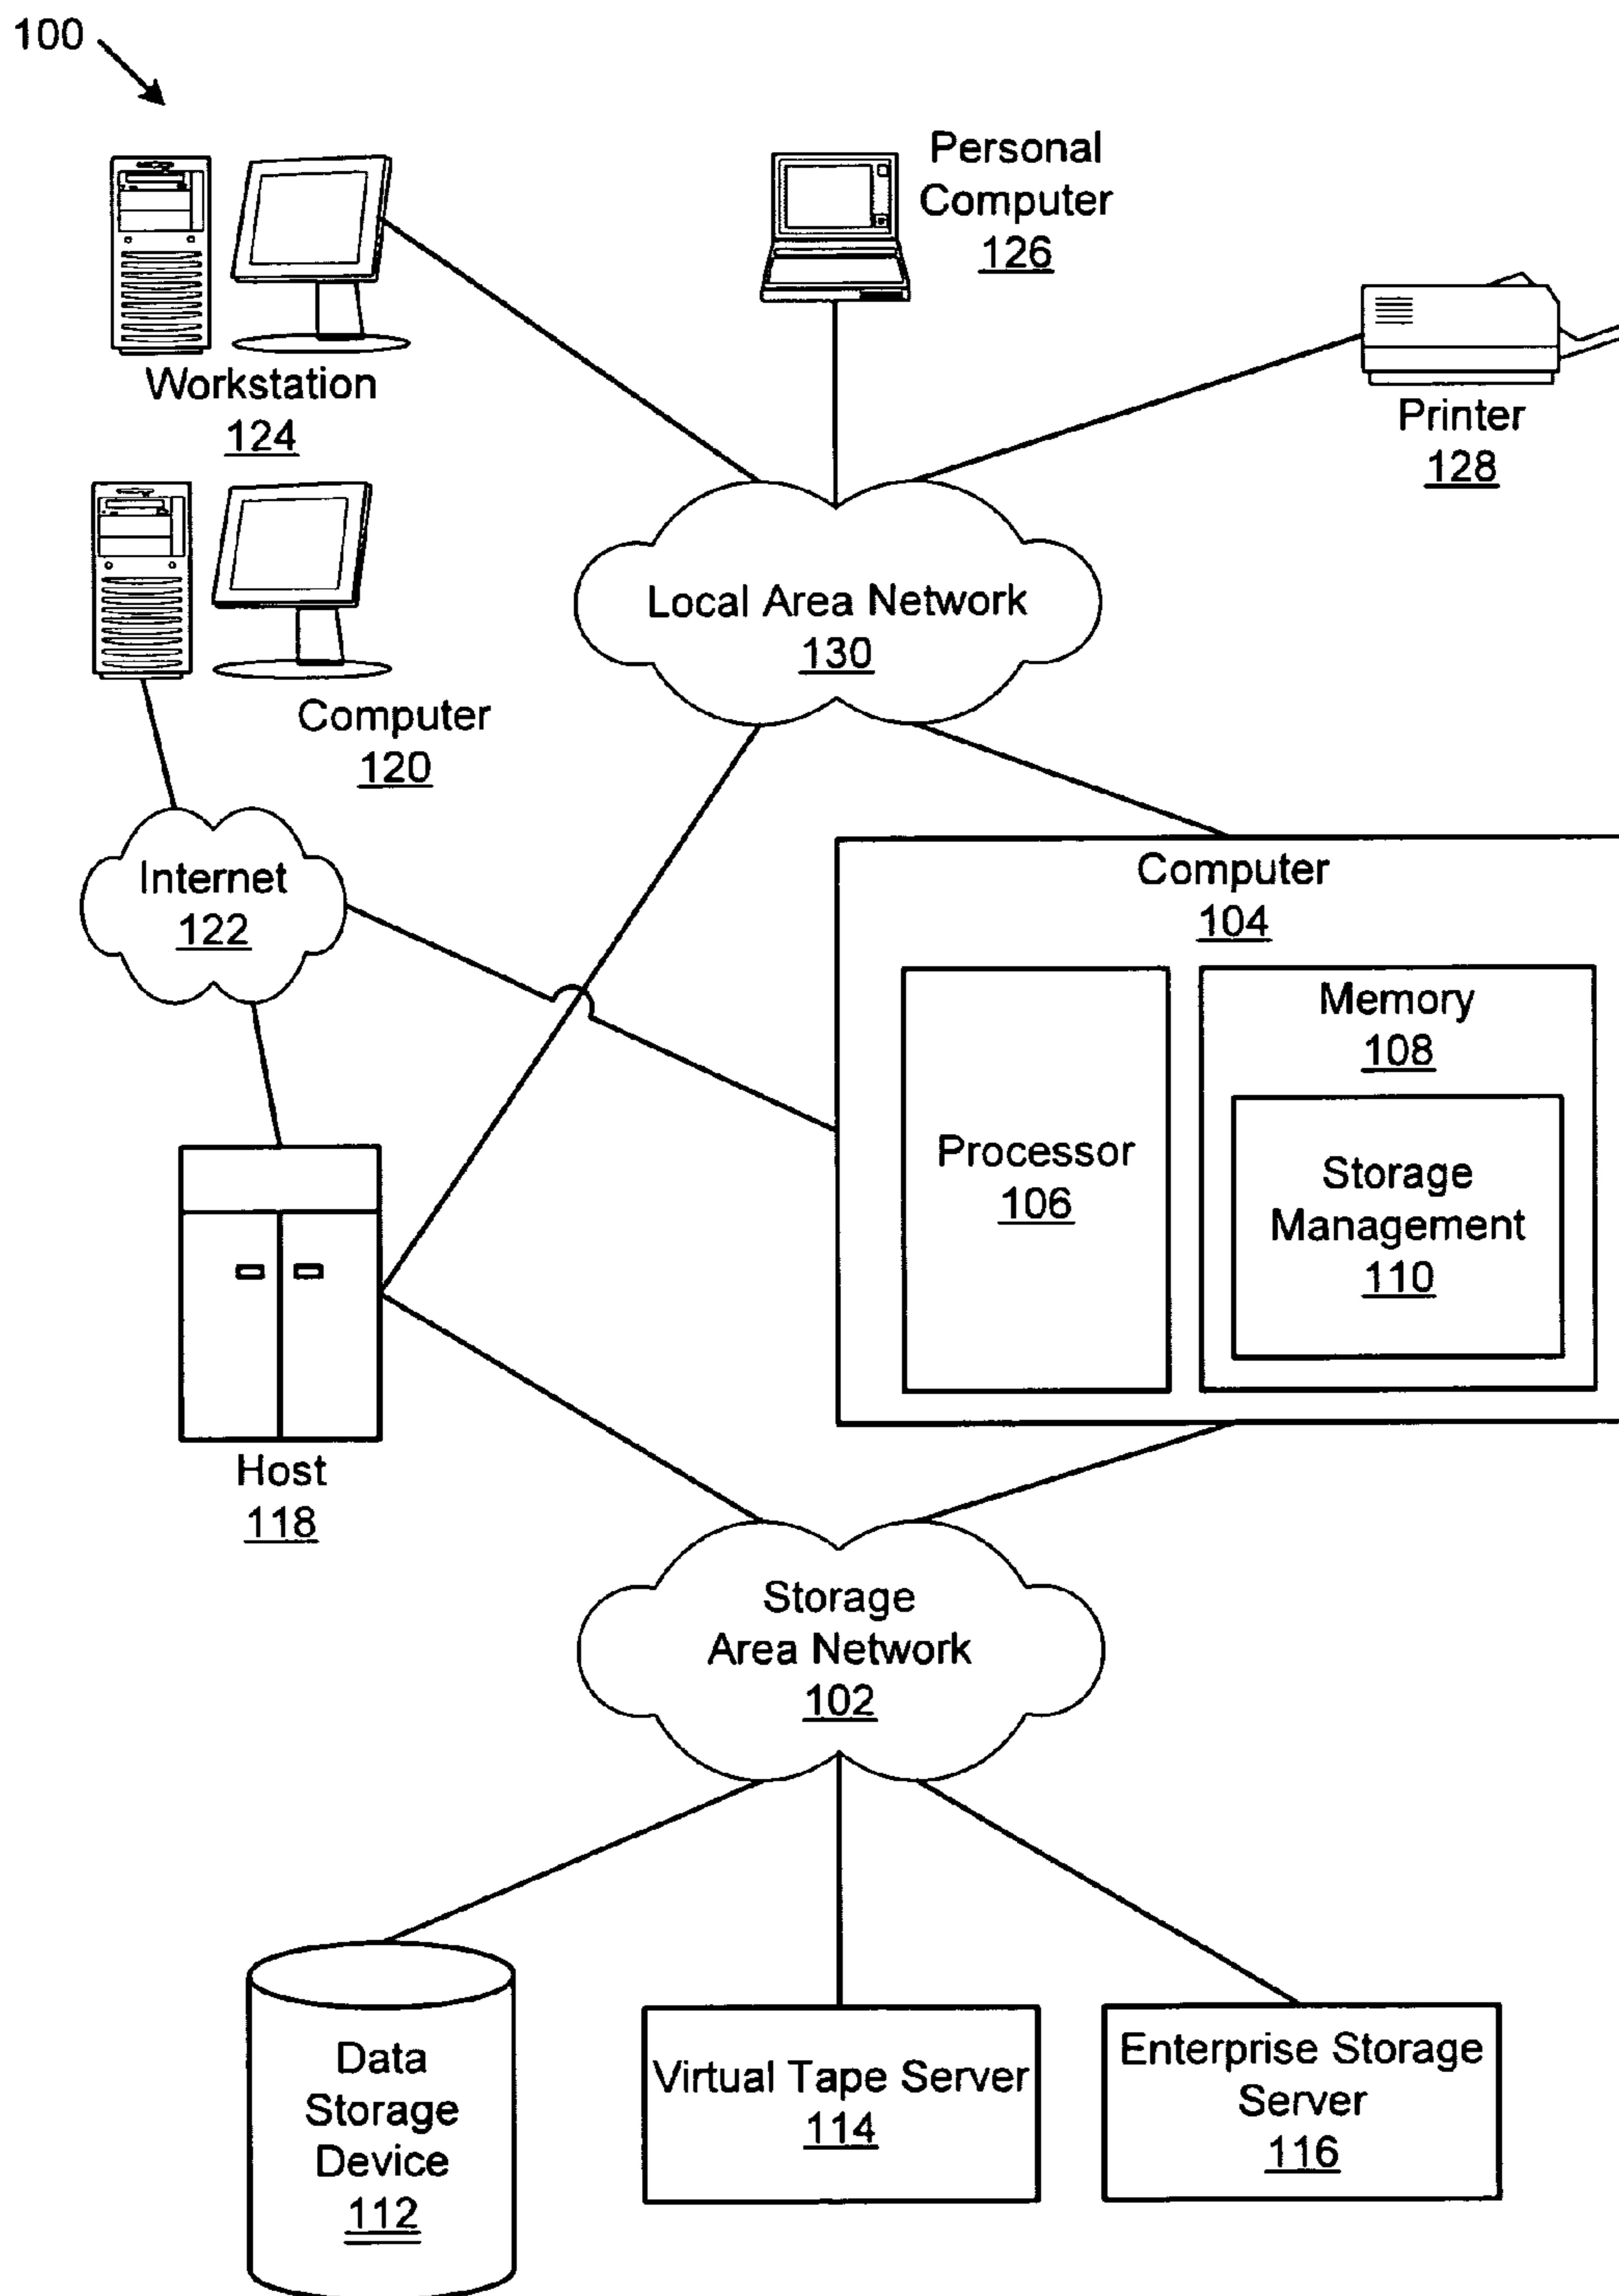 100
Personal
Computer
126
Workstation
124
Printer
128
Local Area Network
130
Computer
120
Internet
122
Computer
104
Processor
106
Memory
108
Storage
Management
110
Host
118
Storage
Area Network
102
Data
Storage
Device
112
Virtual Tape Server
114
Enterprise Storage
Server
116